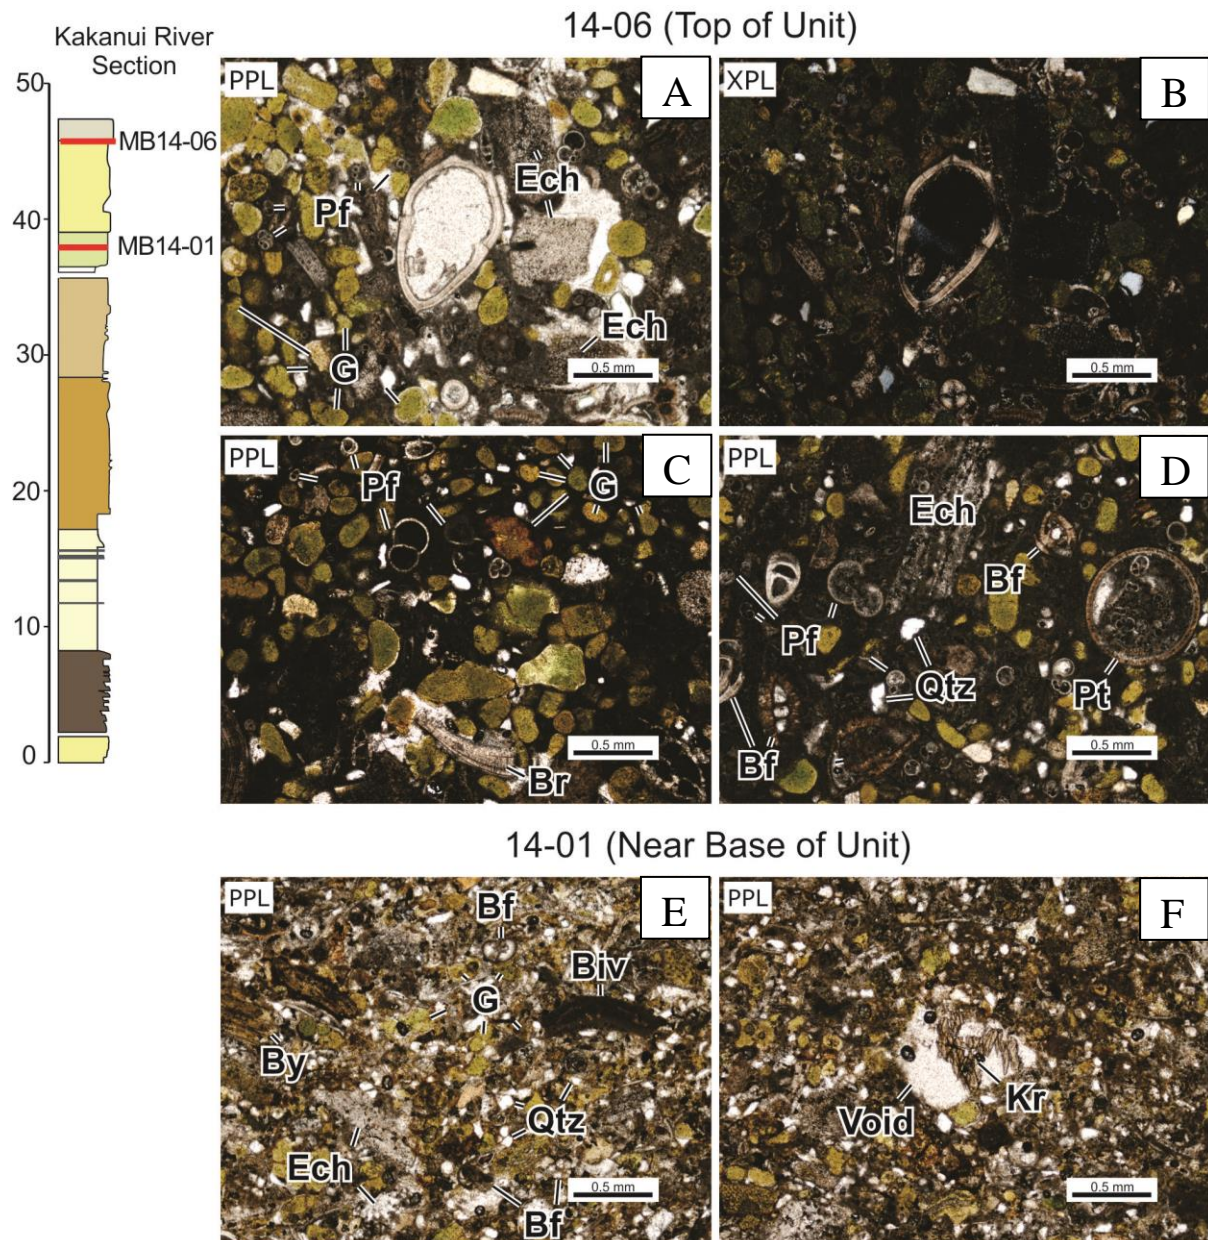 14-06 (Top of Unit)
Kakanui River
Section
50
40
30
20
10
0
MB14-06
MB14-01
PPL
A
Pf
Ech
Ech
G
0.5 mm
XPL
B
0.5 mm
PPL
C
Pf
G
Br
0.5 mm
PPL
D
Ech
Bf
Pf
Qtz
Pt
Bf
0.5 mm
14-01 (Near Base of Unit)
PPL
E
Bf
Biv
G
By
Qtz
Ech
Bf
0.5 mm
PPL
F
Void
Kr
0.5 mm